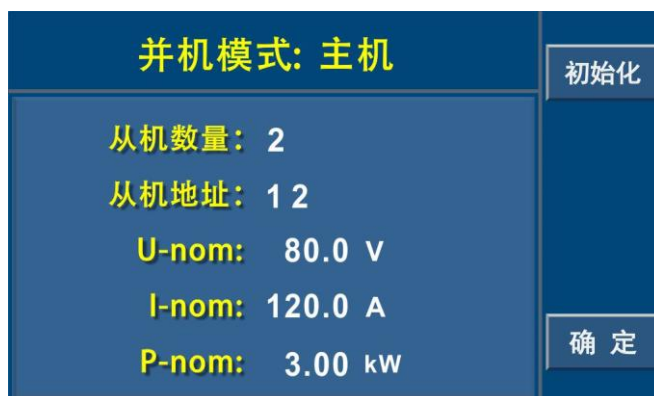 并机模式: 主机
初始化
从机数量: 2
从机地址: 1 2
U-nom: 80.0 V
I-nom: 120.0 A
P-nom: 3.00 kW
确 定